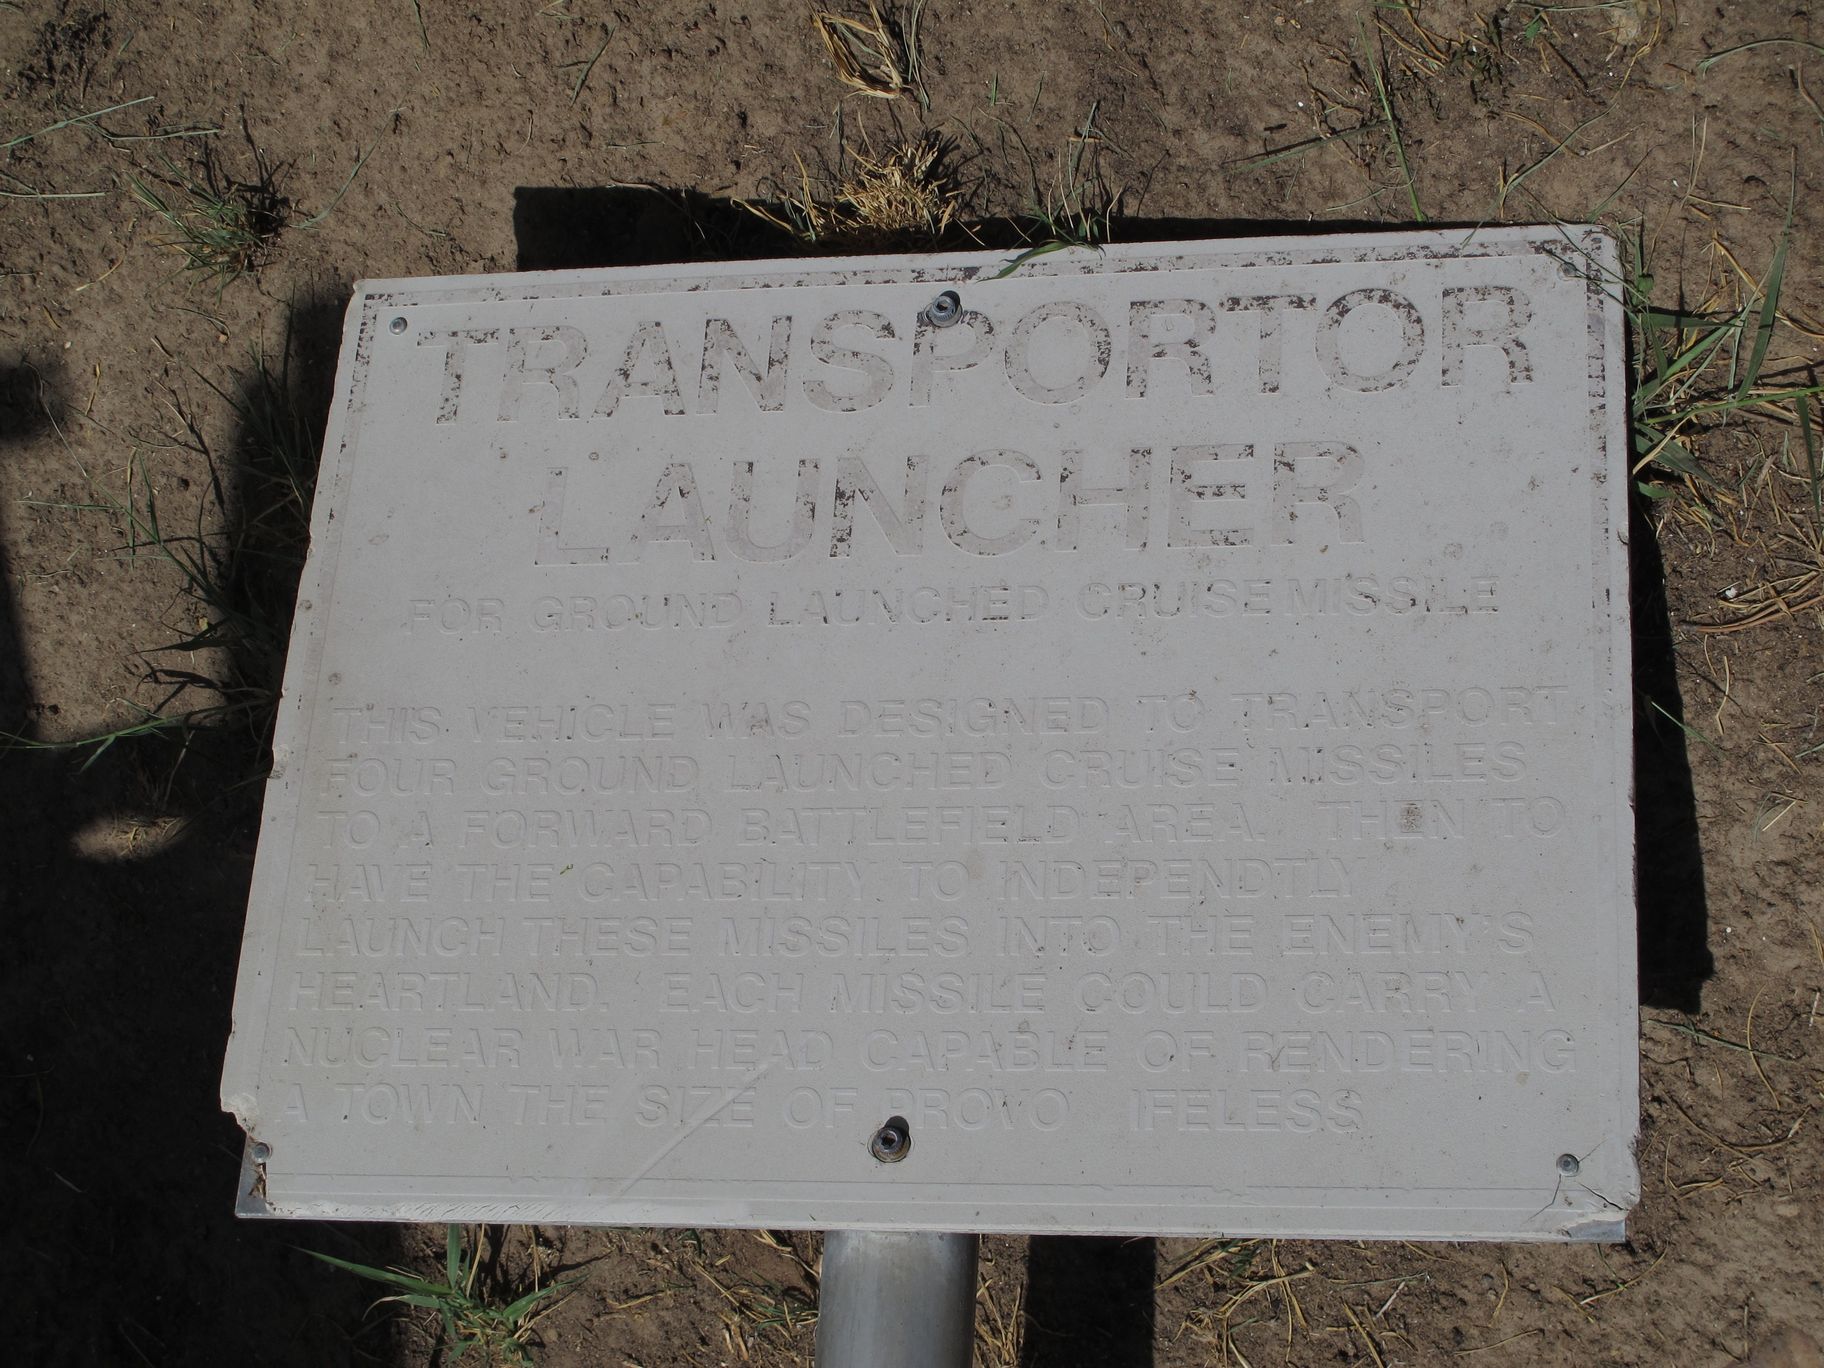 TRANSPORTOR
LAUNCHER
FOR GROUND LAUNCHED CRUISE MISSILE
THIS VEHICLE WAS DESIGNED TO TRANSPORT
FOUR GROUND LAUNCHED CRUISE MISSILES
TO A FORWARD BATTLEFIELD AREA. THEN TO
HAVE THE CAPABILITY TO INDEPENDTLY
LAUNCH THESE MISSILES INTO THE ENEMY'S
HEARTLAND. EACH MISSILE COULD CARRY A
NUCLEAR WAR HEAD CAPABLE OF RENDERING
A TOWN THE SIZE OF PROVO IFELESS